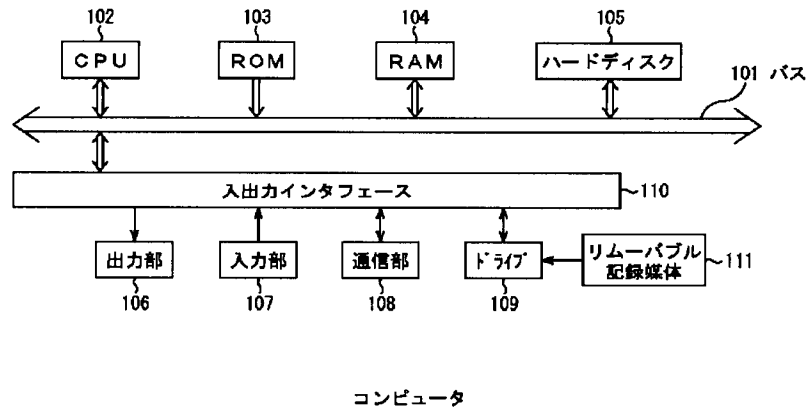 102
103
104
105
CPU
ROM
RAM
ハードディスク
101 バス
入出力インタフェース
110
出力部
入力部
通信部
ドライブ
リムーバブル
記録媒体
111
106
107
108
109
コンピュータ